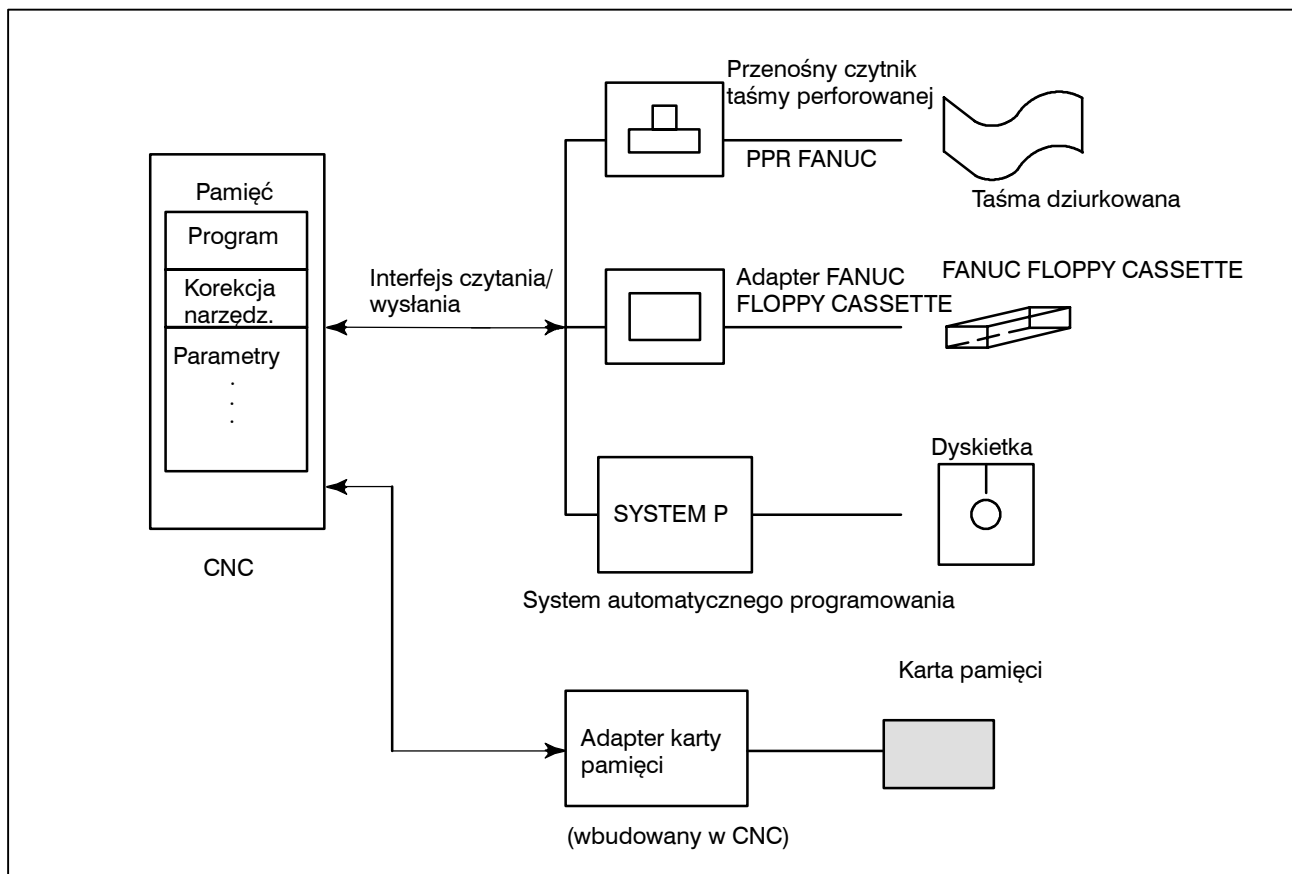 Przenośny czytnik
taśmy perforowanej
PPR FANUC
Taśma dziurkowana
Pamięć
Program
Korekcja
narzędz.
Parametry
.
.
.
CNC
Interfejs czytania/
wysłania
Adapter FANUC
FLOPPY CASSETTE
FANUC FLOPPY CASSETTE
SYSTEM P
Dyskietka
System automatycznego programowania
Adapter karty
pamięci
(wbudowany w CNC)
Karta pamięci